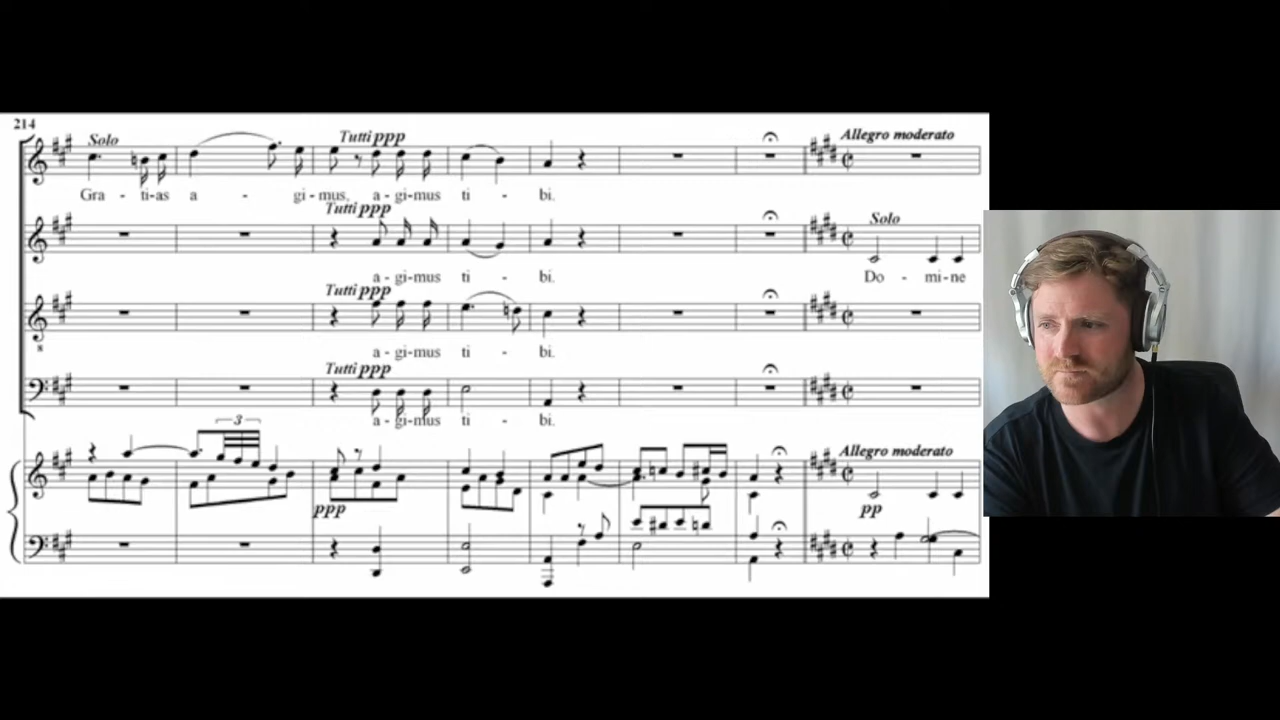 214
Solo
Tutti ppp
Allegro moderato
Gra - ti-as a - gi-mus, a-gi-mus ti - bi.
Tutti ppp
Solo
a-gi-mus ti - bi.
Do - mi-ne
Tutti ppp
8
a-gi-mus ti - bi.
Tutti ppp
a-gi-mus ti - bi.
3
Allegro moderato
ppp
pp